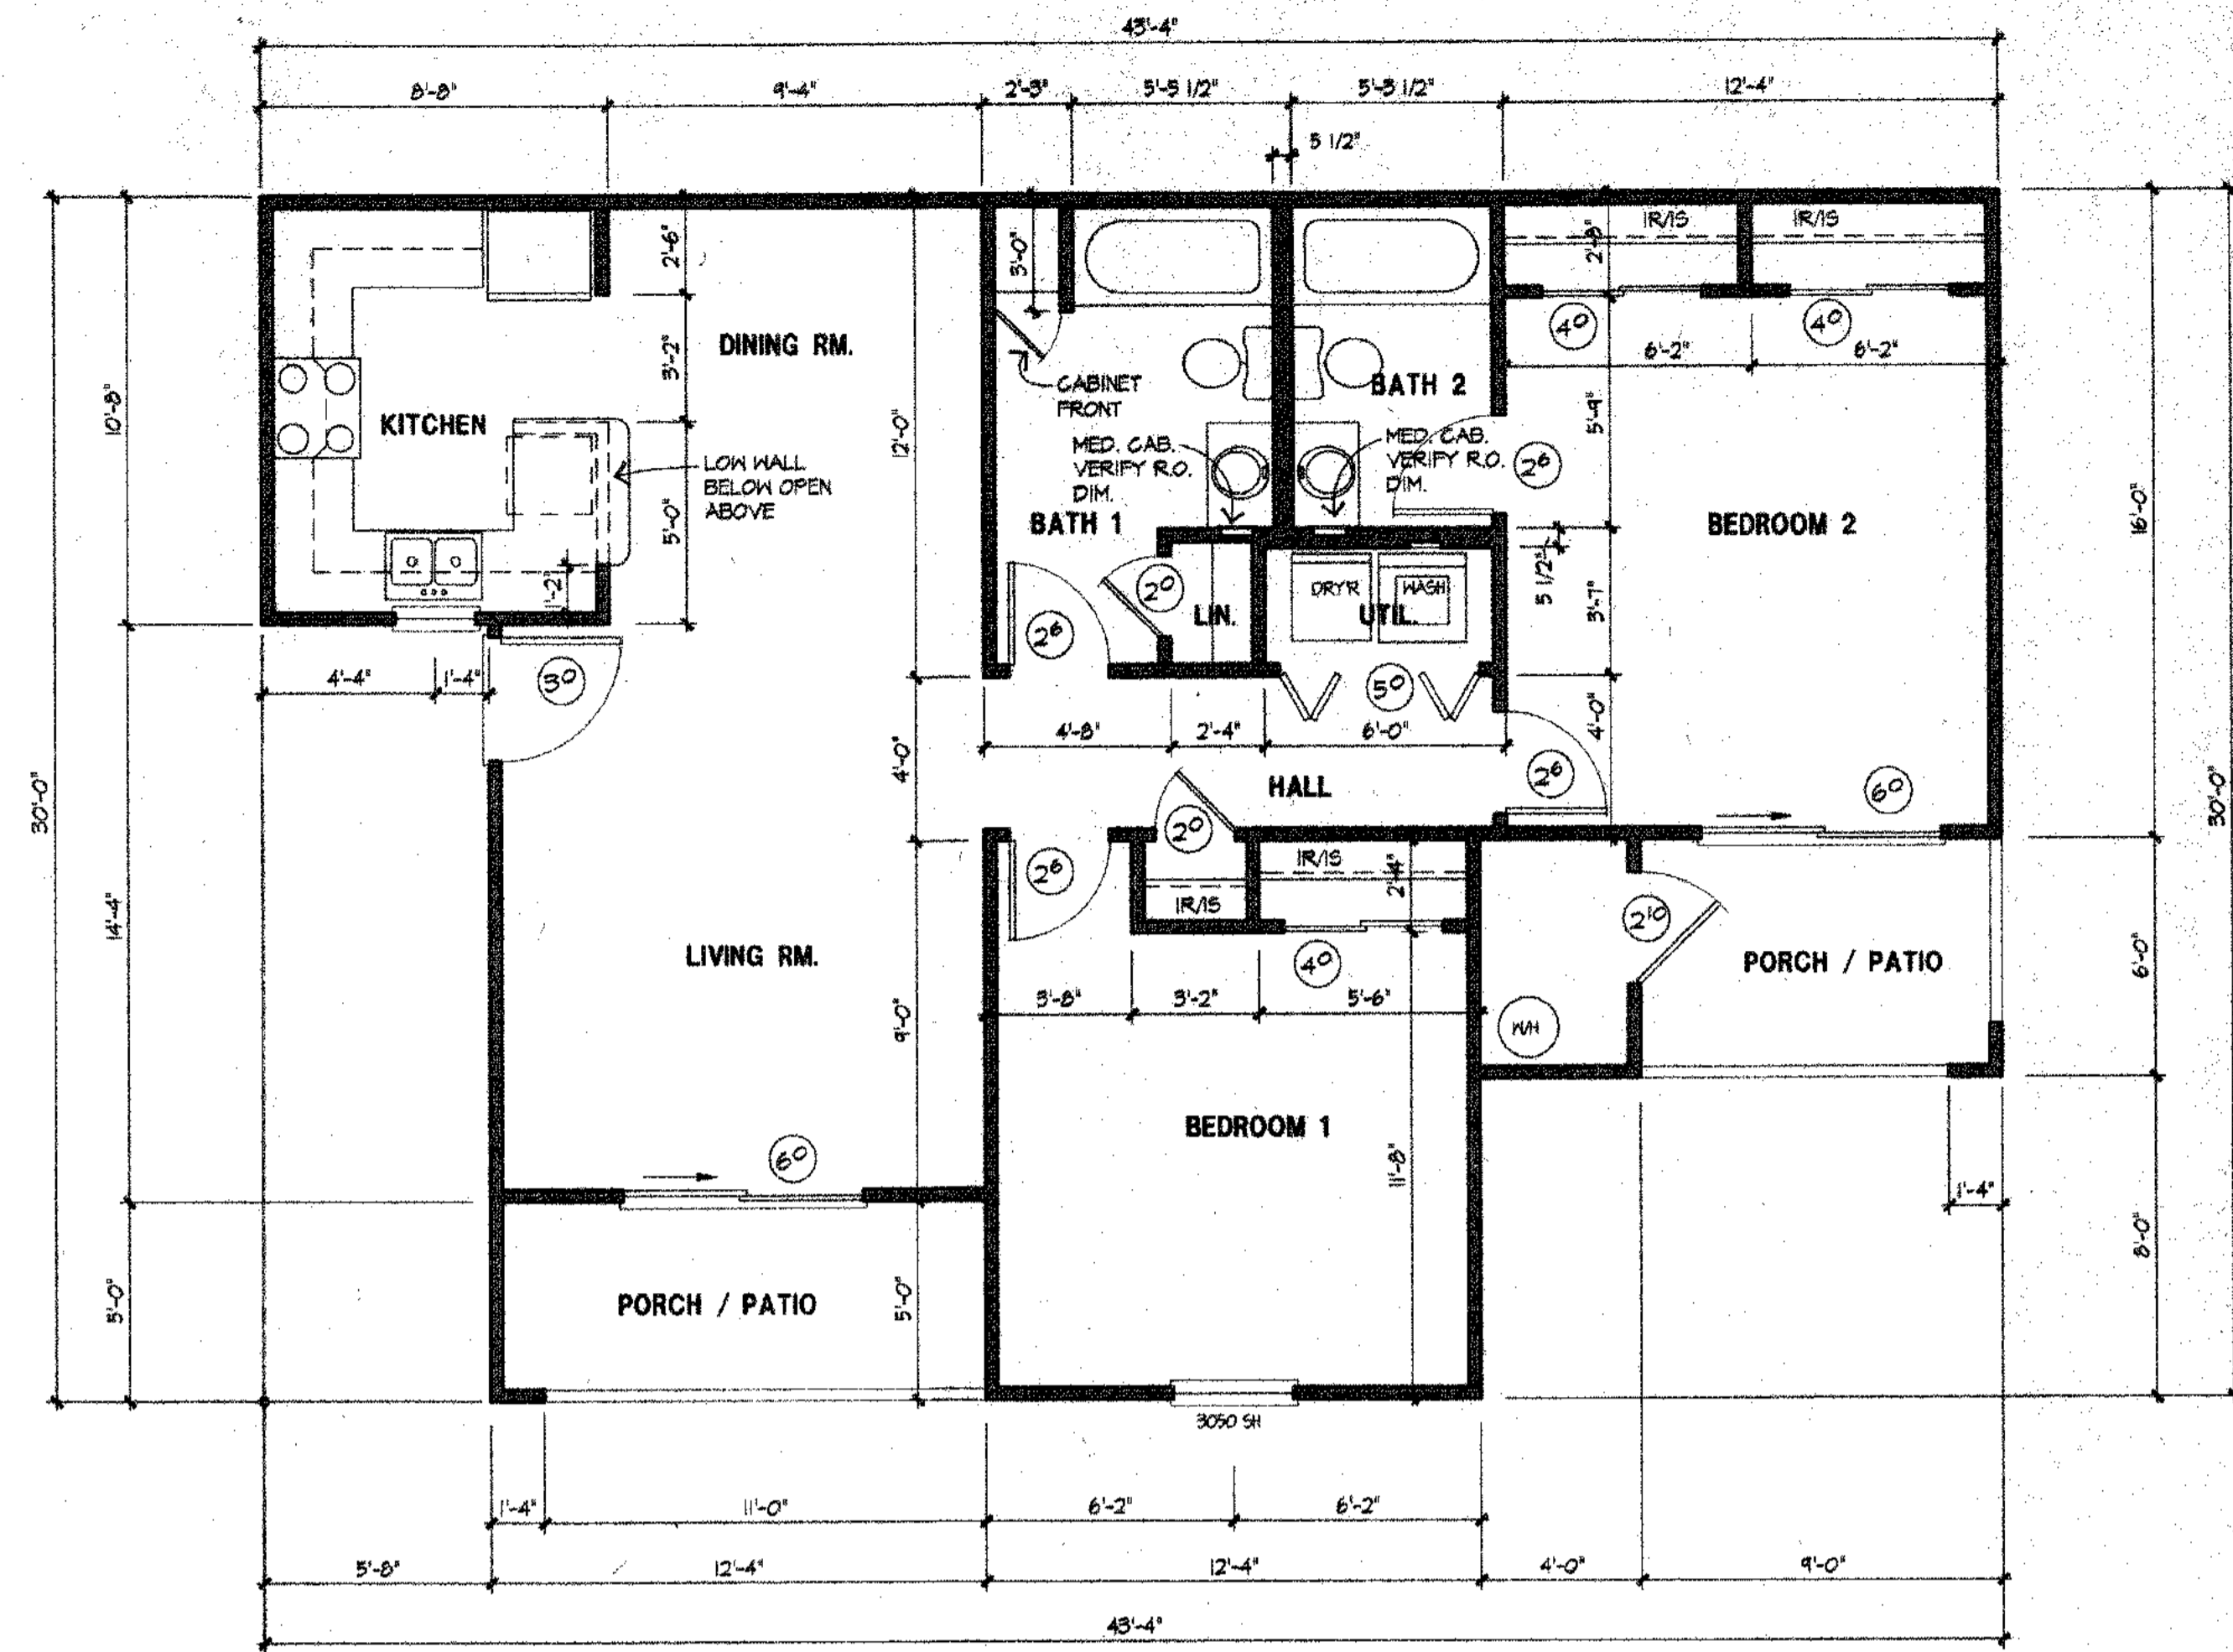 43'-4"
8'-8"
9'-4"
2'-3"
5'-5 1/2"
5'-3 1/2"
12'-4"
5 1/2"
IR/IS
IR/IS
2'-6"
3'-0"
2'-8"
4⁰
4⁰
6'-2"
6'-2"
DINING RM.
3'-2"
CABINET
FRONT
BATH 2
10'-8"
KITCHEN
12'-0"
5'-9"
MED. CAB.
VERIFY R.O.
DIM.
MED. CAB.
VERIFY R.O.
DIM.
2⁶
LOW WALL
BELOW OPEN
ABOVE
5'-0"
BATH 1
BEDROOM 2
16'-0"
1'-2"
2⁰
DRY'R
WASH
5 1/2"
3'-7"
LIN.
UTIL.
2⁶
4'-4"
1'-4"
3⁰
5⁰
4'-8"
2'-4"
6'-0"
4'-0"
4'-0"
30'-0"
30'-0"
HALL
2⁶
6⁰
2⁰
2⁶
IR/IS
2'-4"
IR/IS
14'-4"
2¹⁰
LIVING RM.
4⁰
PORCH / PATIO
6'-0"
3'-8"
3'-2"
5'-6"
9'-0"
W/H
BEDROOM 1
6⁰
11'-8"
1'-4"
8'-0"
5'-0"
PORCH / PATIO
5'-0"
3050 SH
1'-4"
11'-0"
6'-2"
6'-2"
5'-8"
12'-4"
12'-4"
4'-0"
9'-0"
43'-4"